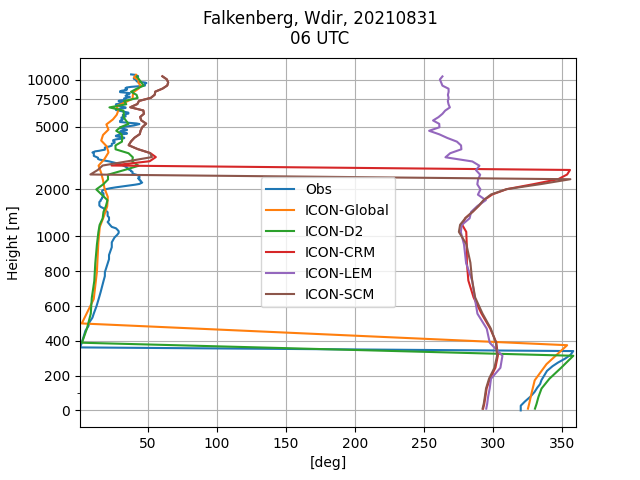 Falkenberg, Wdir, 20210831
06 UTC
10000
7500
5000
2000
1000
800
600
400
200
0
Height [m]
Obs
ICON-Global
ICON-D2
ICON-CRM
ICON-LEM
ICON-SCM
50
100
150
200
250
300
350
[deg]